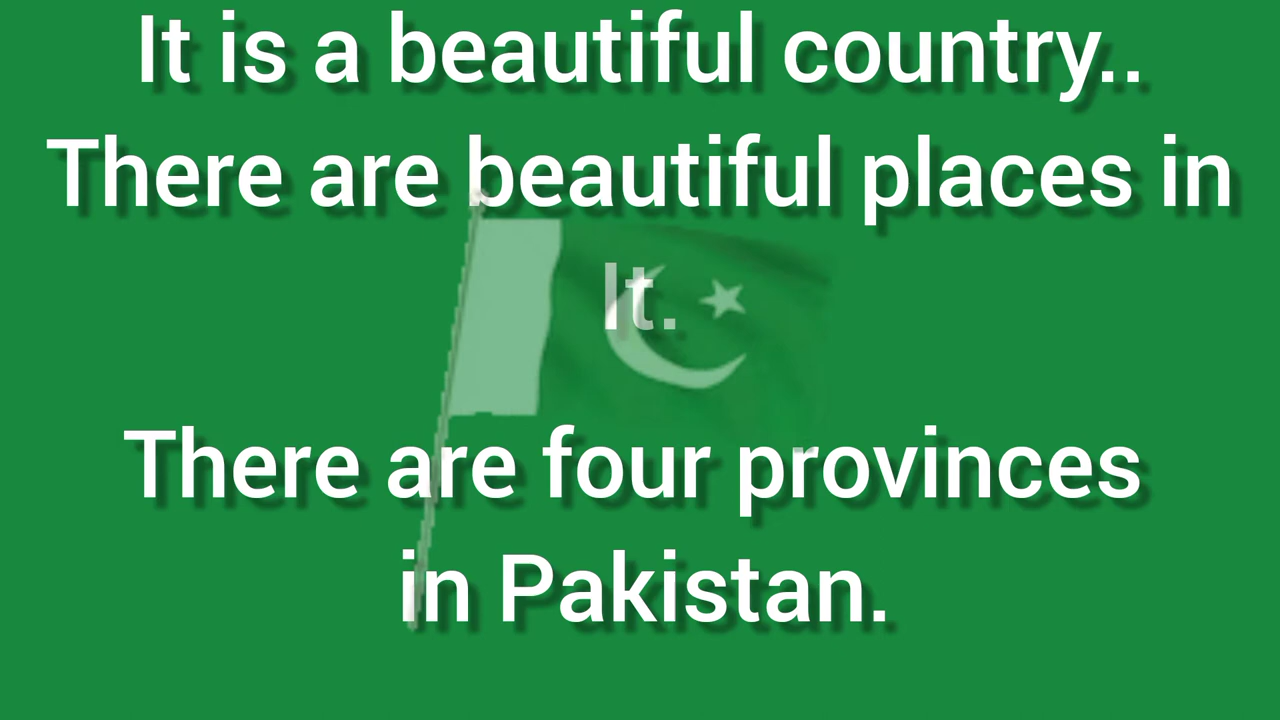 It is a beautiful country..
There are beautiful places in
It.
There are four provinces
in Pakistan.